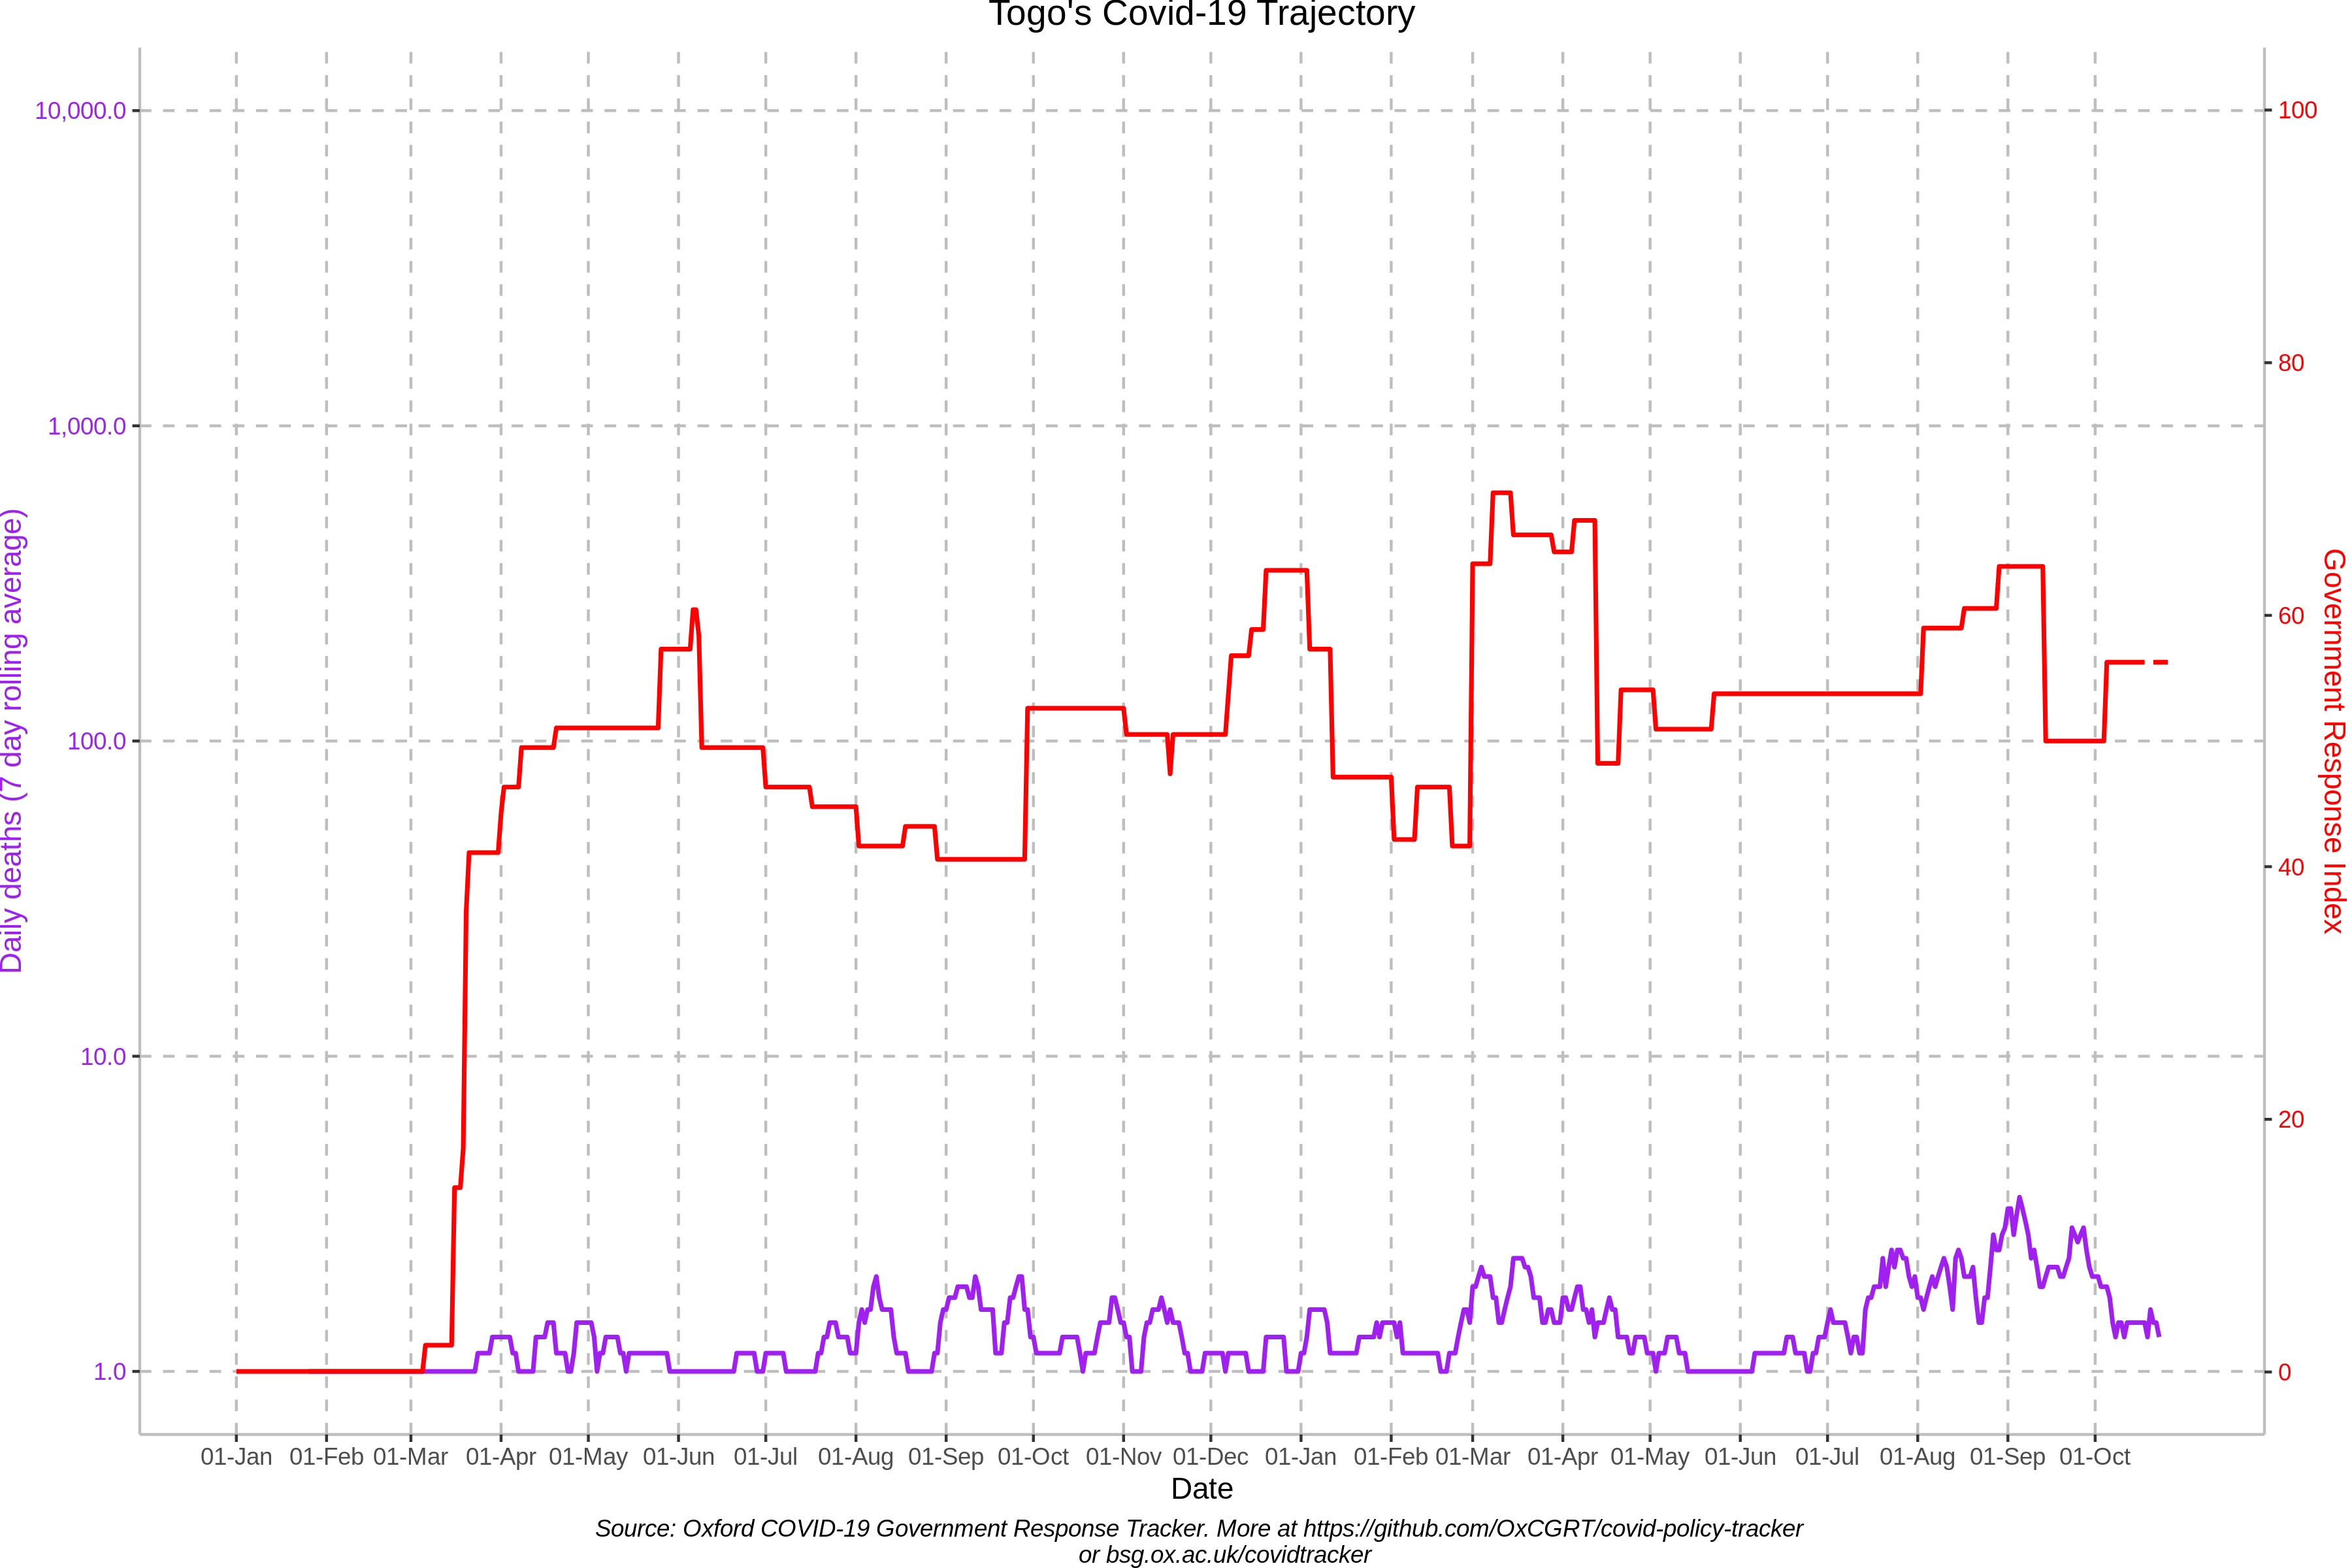 Togo's Covid-19 Trajectory
Daily deaths (7 day rolling average)
10,000.0
1,000.0
100.0
10.0
1.0
100
80
60
40
20
0
Government Response Index
01-Jan 01-Feb 01-Mar 01-Apr 01-May 01-Jun 01-Jul 01-Aug 01-Sep 01-Oct 01-Nov 01-Dec 01-Jan 01-Feb 01-Mar 01-Apr 01-May 01-Jun 01-Jul 01-Aug 01-Sep 01-Oct
Date
Source: Oxford COVID-19 Government Response Tracker. More at https://github.com/OxCGRT/covid-policy-tracker
or bsg.ox.ac.uk/covidtracker